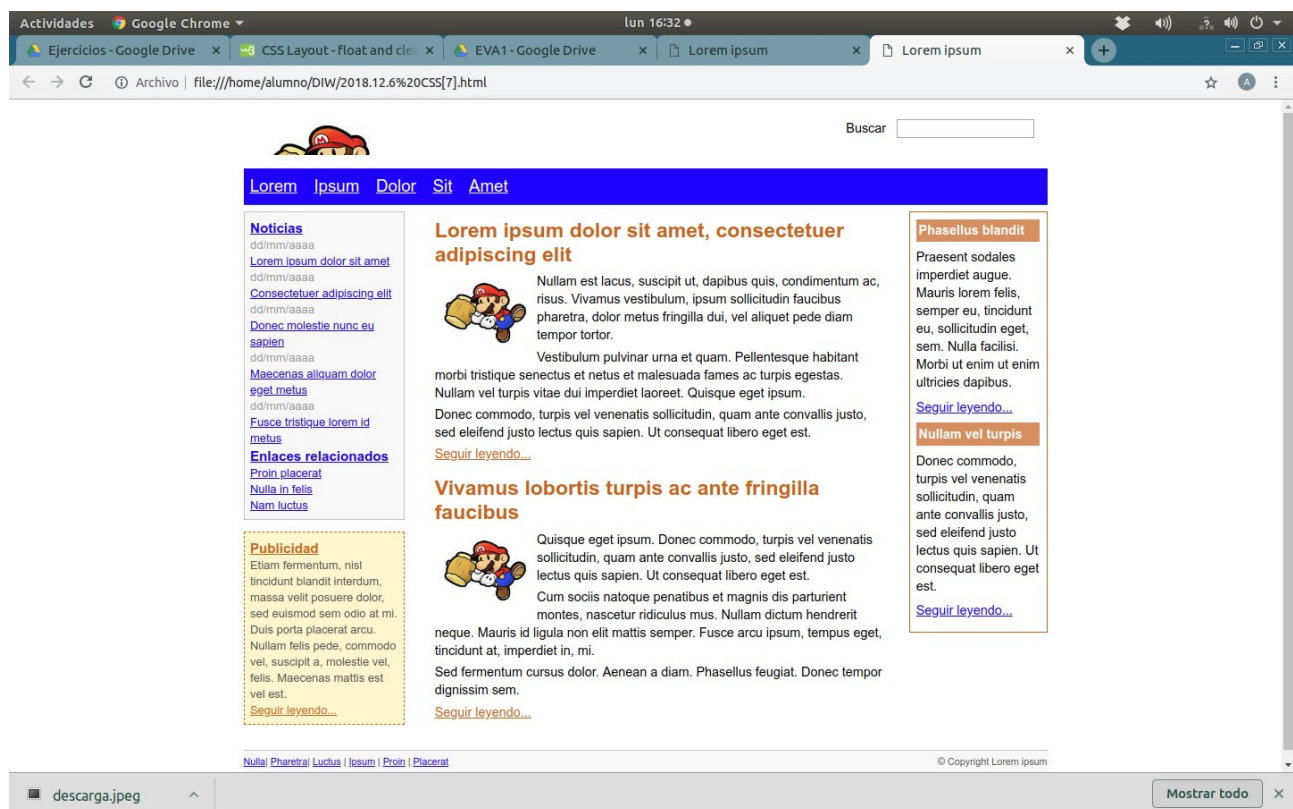 Actividades Google Chrome lun 16:32
Ejercicios - Google Drive CSS Layout - float and cle EVA1 - Google Drive Lorem ipsum Lorem ipsum
Archivo file:///home/alumno/DIW/2018.12.6%20CSS[7].html A
Buscar
Lorem Ipsum Dolor Sit Amet
Noticias
dd/mm/aaaa
Lorem ipsum dolor sit amet
dd/mm/aaaa
Consectetuer adipiscing elit
dd/mm/aaaa
Donec molestie nunc eu
sapien
dd/mm/aaaa
Maecenas aliquam dolor
eget metus
dd/mm/aaaa
Fusce tristique lorem id
metus
Enlaces relacionados
Proin placerat
Nulla in felis
Nam luctus
Publicidad
Etiam fermentum, nisl
tincidunt blandit interdum,
massa velit posuere dolor,
sed euismod sem odio at mi.
Duis porta placerat arcu.
Nullam felis pede, commodo
vel, suscipit a, molestie vel,
felis. Maecenas mattis est
vel est.
Seguir leyendo...
Lorem ipsum dolor sit amet, consectetuer
adipiscing elit
Nullam est lacus, suscipit ut, dapibus quis, condimentum ac,
risus. Vivamus vestibulum, ipsum sollicitudin faucibus
pharetra, dolor metus fringilla dui, vel aliquet pede diam
tempor tortor.
Vestibulum pulvinar urna et quam. Pellentesque habitant
morbi tristique senectus et netus et malesuada fames ac turpis egestas.
Nullam vel turpis vitae dui imperdiet laoreet. Quisque eget ipsum.
Donec commodo, turpis vel venenatis sollicitudin, quam ante convallis justo,
sed eleifend justo lectus quis sapien. Ut consequat libero eget est.
Seguir leyendo...
Vivamus lobortis turpis ac ante fringilla
faucibus
Quisque eget ipsum. Donec commodo, turpis vel venenatis
sollicitudin, quam ante convallis justo, sed eleifend justo
lectus quis sapien. Ut consequat libero eget est.
Cum sociis natoque penatibus et magnis dis parturient
montes, nascetur ridiculus mus. Nullam dictum hendrerit
neque. Mauris id ligula non elit mattis semper. Fusce arcu ipsum, tempus eget,
tincidunt at, imperdiet in, mi.
Sed fermentum cursus dolor. Aenean a diam. Phasellus feugiat. Donec tempor
dignissim sem.
Seguir leyendo...
Phasellus blandit
Praesent sodales
imperdiet augue.
Mauris lorem felis,
semper eu, tincidunt
eu, sollicitudin eget,
sem. Nulla facilisi.
Morbi ut enim ut enim
ultricies dapibus.
Seguir leyendo...
Nullam vel turpis
Donec commodo,
turpis vel venenatis
sollicitudin, quam
ante convallis justo,
sed eleifend justo
lectus quis sapien. Ut
consequat libero eget
est.
Seguir leyendo...
Nulla| Pharetra| Luctus | Ipsum | Proin | Placerat © Copyright Lorem ipsum
descarga.jpeg Mostrar todo